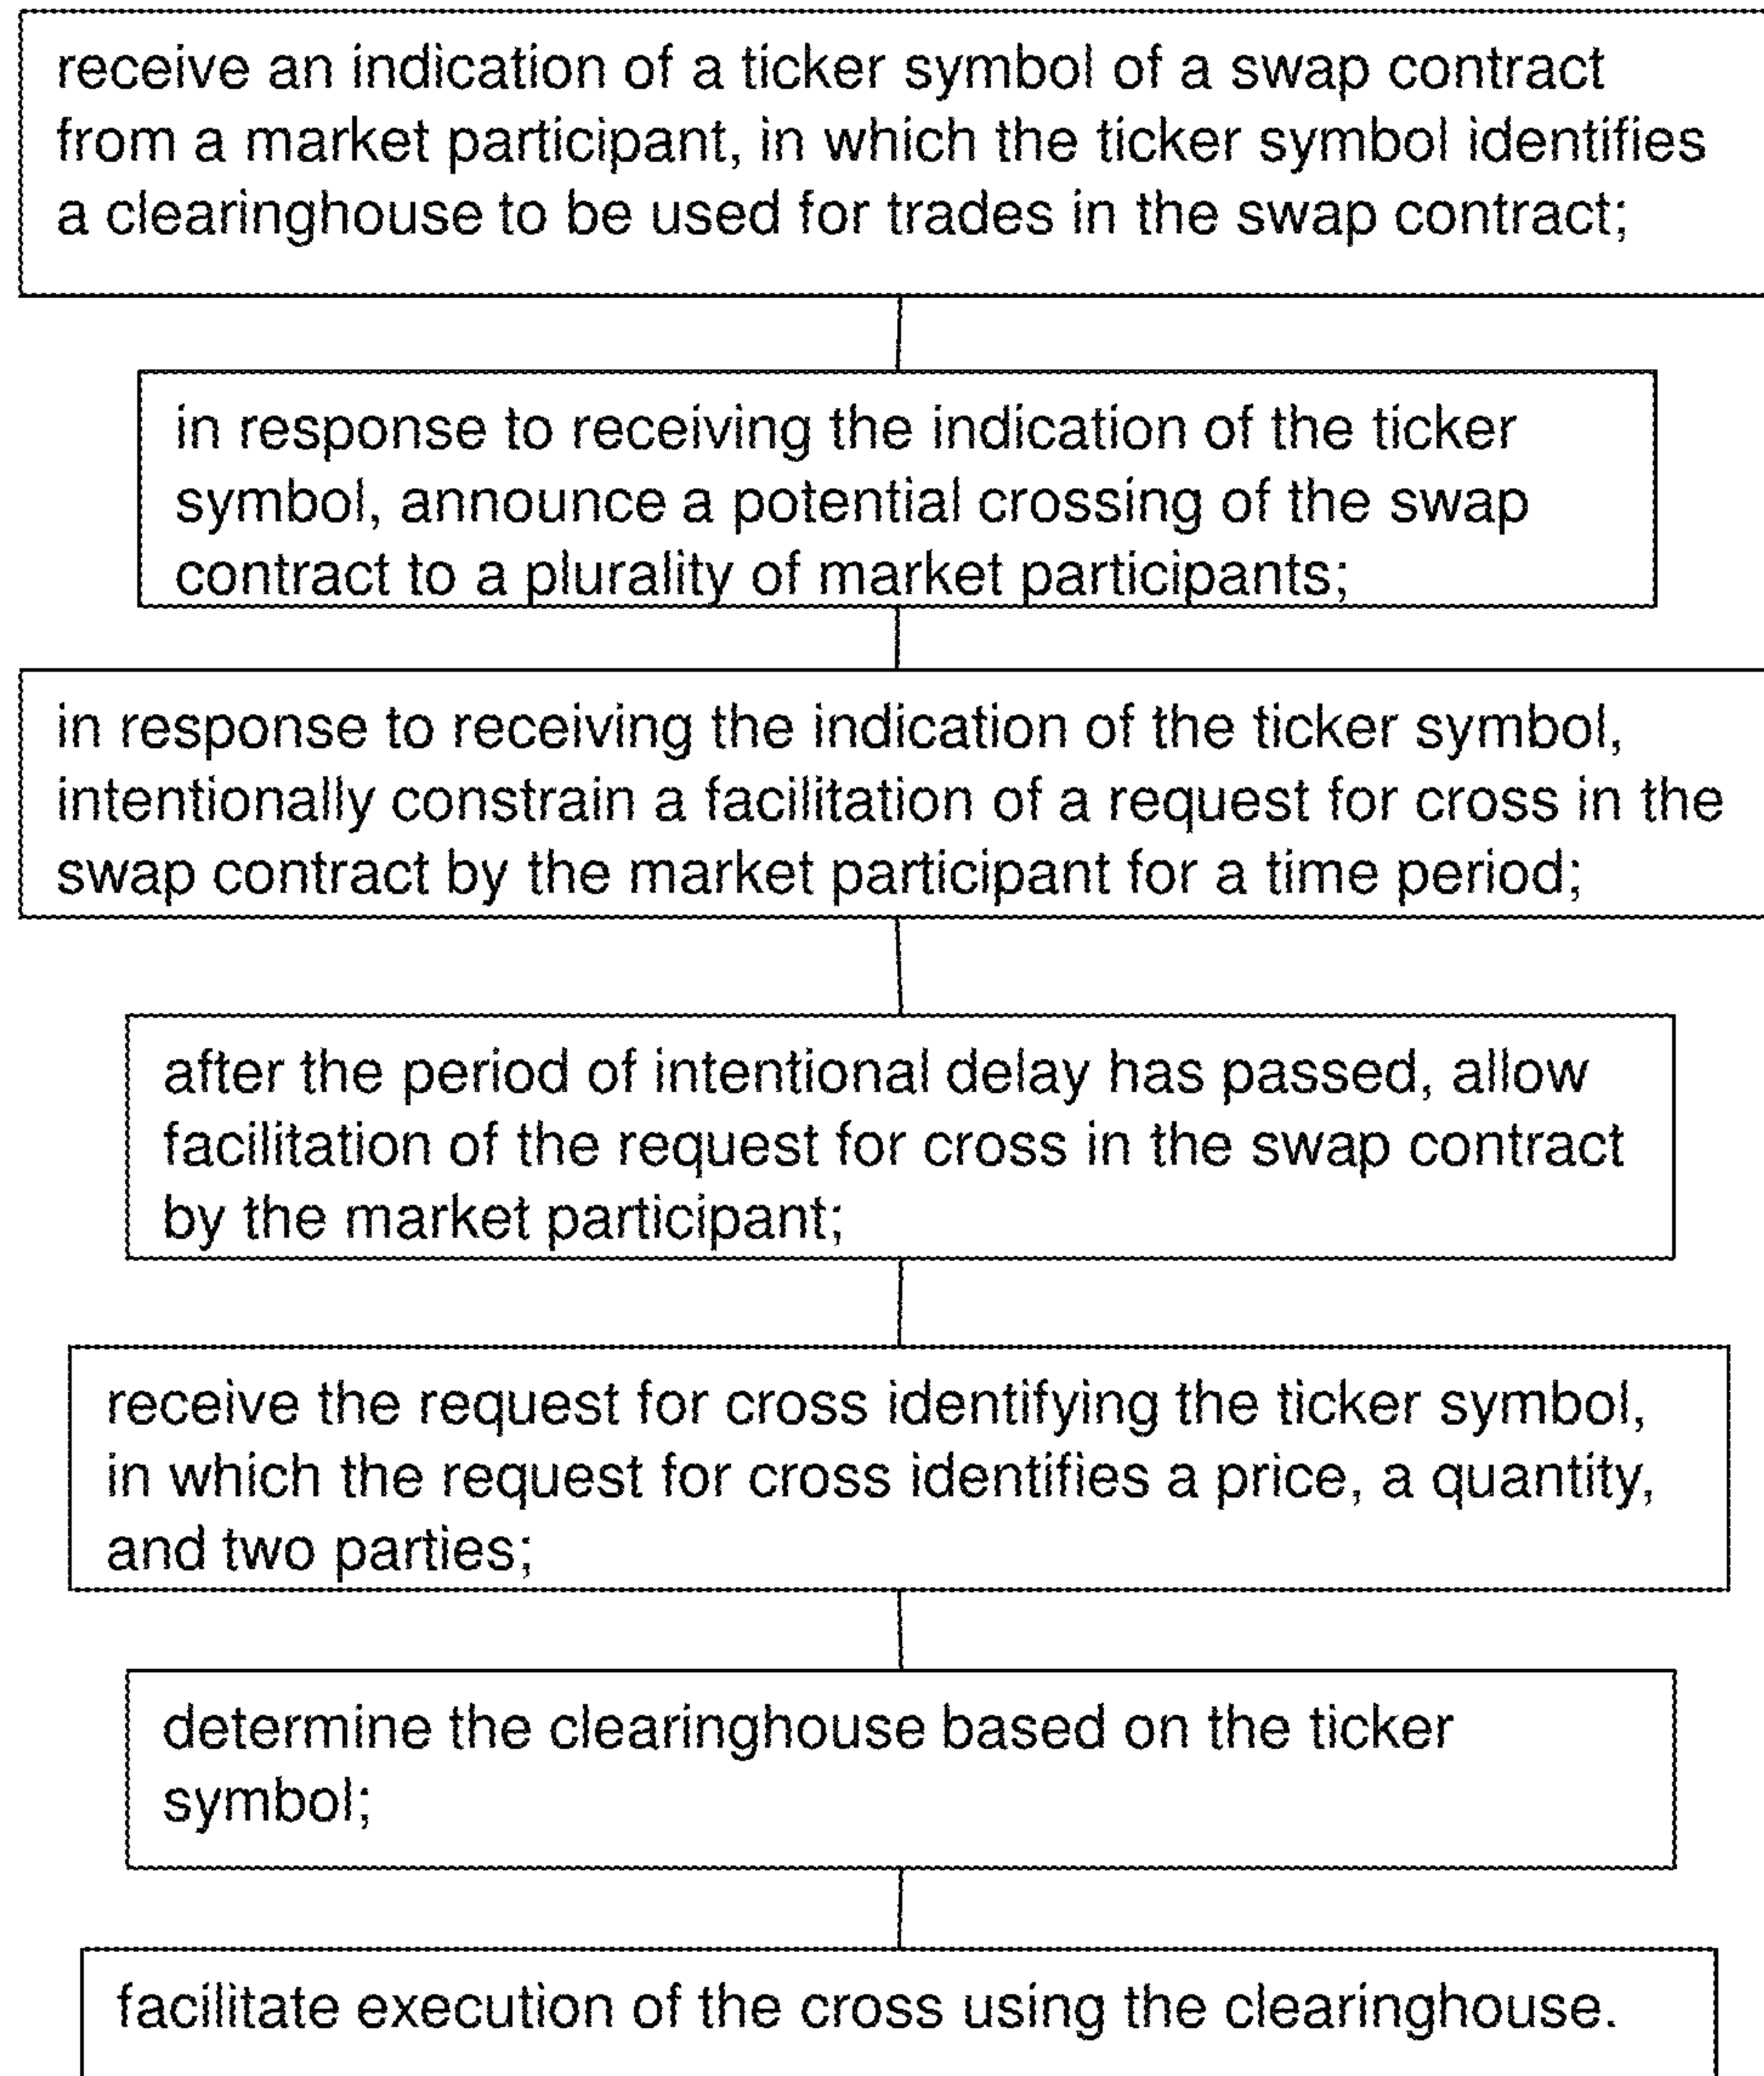 receive an indication of a ticker symbol of a swap contract
from a market participant, in which the ticker symbol identifies
a clearinghouse to be used for trades in the swap contract;
in response to receiving the indication of the ticker
symbol, announce a potential crossing of the swap
contract to a plurality of market participants;
in response to receiving the indication of the ticker symbol,
intentionally constrain a facilitation of a request for cross in the
swap contract by the market participant for a time period;
after the period of intentional delay has passed, allow
facilitation of the request for cross in the swap contract
by the market participant;
receive the request for cross identifying the ticker symbol,
in which the request for cross identifies a price, a quantity,
and two parties;
determine the clearinghouse based on the ticker
symbol;
facilitate execution of the cross using the clearinghouse.